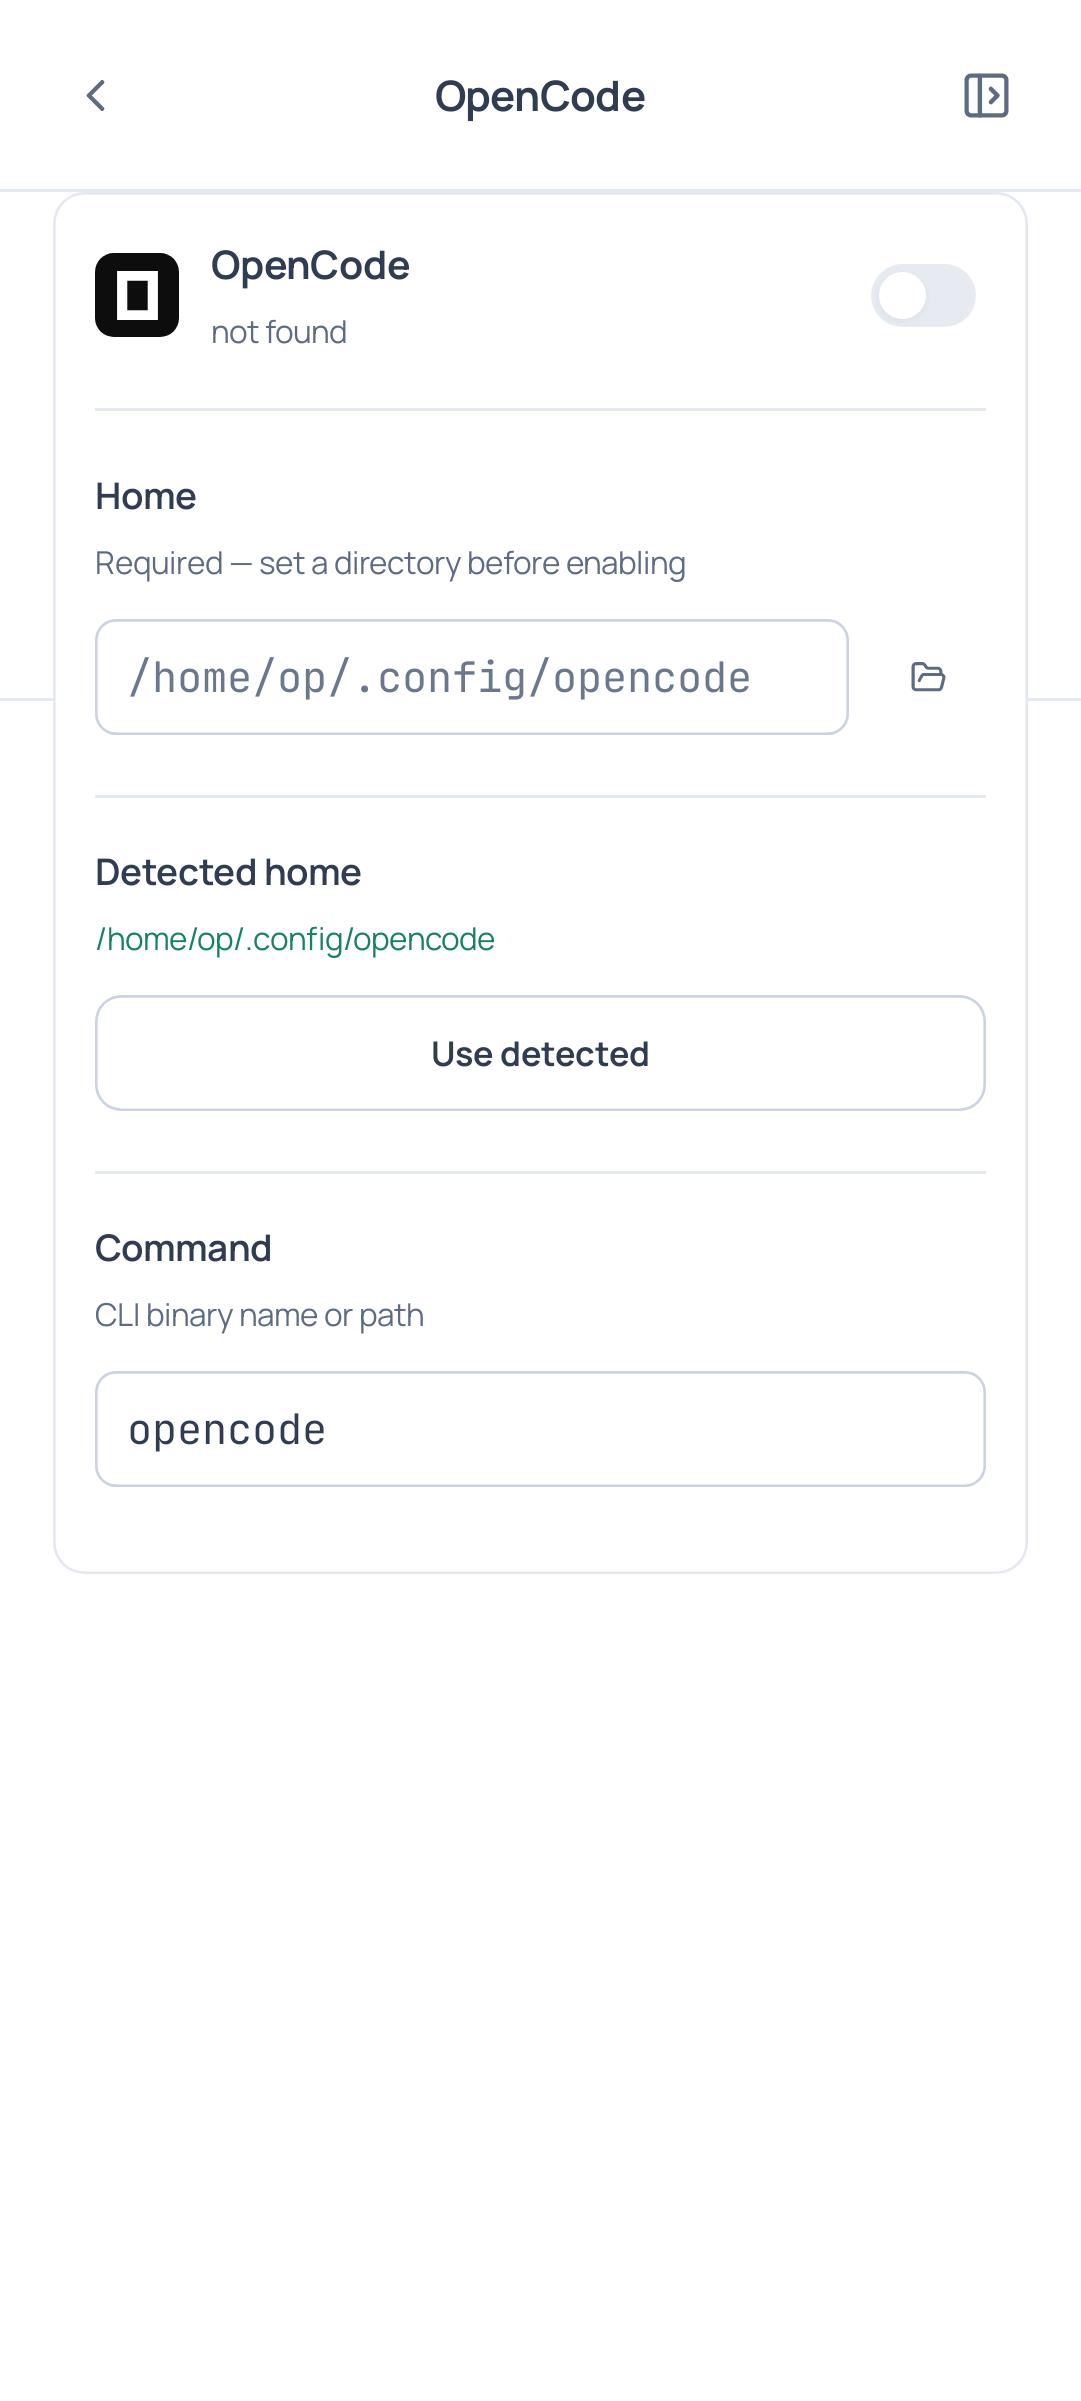 OpenCode
OpenCode
not found
Home
Required — set a directory before enabling
/home/op/.config/opencode
Detected home
/home/op/.config/opencode
Use detected
Command
CLI binary name or path
opencode